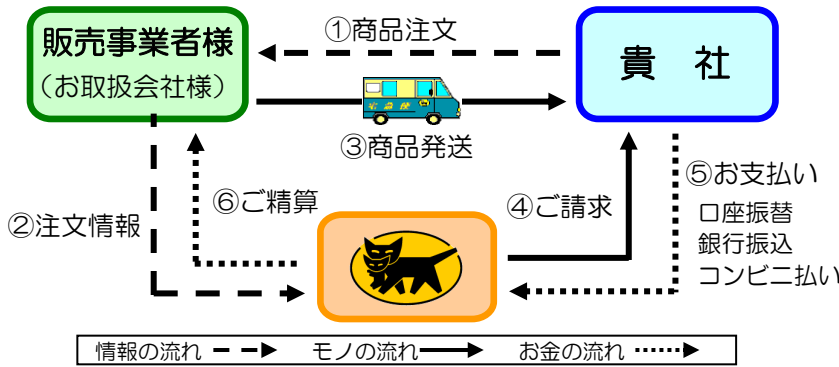 販売事業者様
（お取扱会社様）
①商品注文
貴　社
③商品発送
②注文情報
⑥ご精算
④ご請求
⑤お支払い
口座振替
銀行振込
コンビニ払い
情報の流れ
モノの流れ
お金の流れ